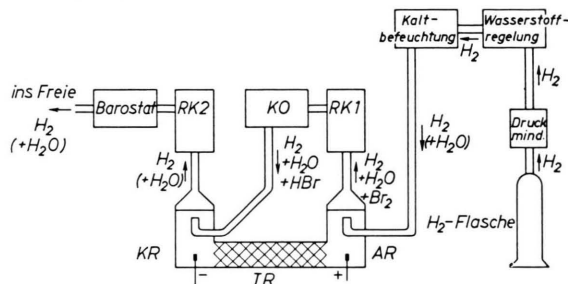 Kalt-
befeuchtung
Wasserstoff-
regelung
H₂
H₂
ins Freie
H₂
(+H₂O)
Barostat
RK2
KO
RK1
H₂
(+H₂O)
H₂
+H₂O
+HBr
H₂
+H₂O
+Br₂
H₂
(+H₂O)
Druck
mind.
H₂
H₂-Flasche
KR
−
TR
+
AR